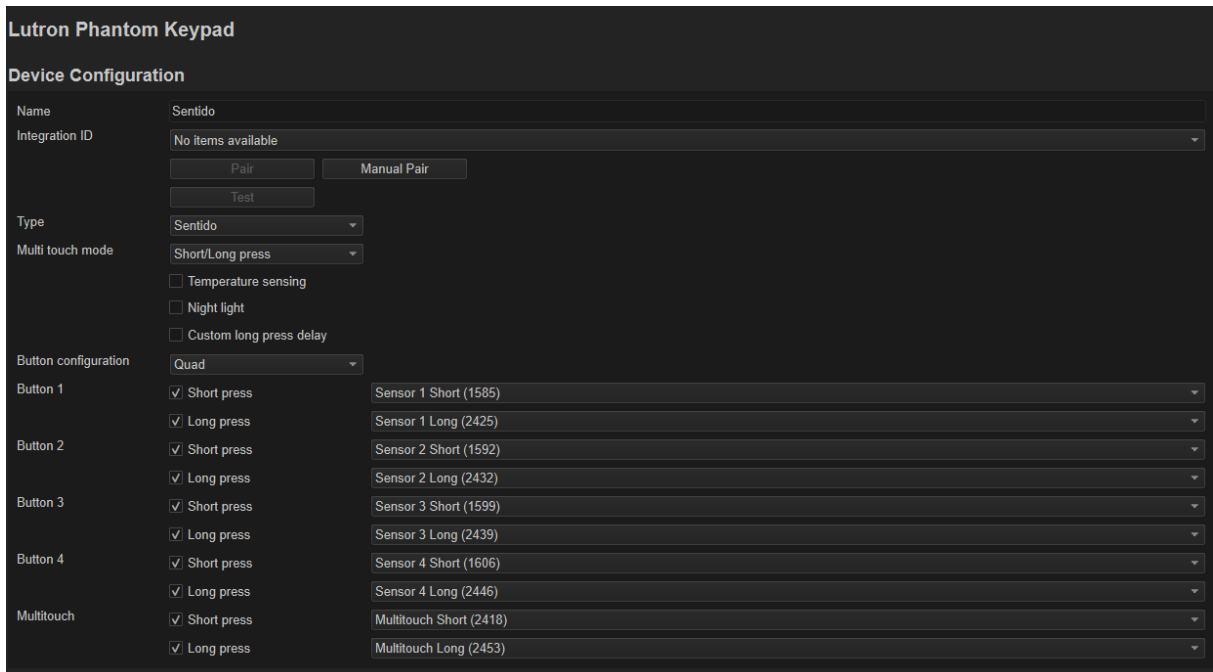 Lutron Phantom Keypad
Device Configuration
Name Sentido
Integration ID No items available
Pair Manual Pair
Test
Type Sentido
Multi touch mode Short/Long press
Temperature sensing
Night light
Custom long press delay
Button configuration Quad
Button 1 Short press Sensor 1 Short (1585)
Long press Sensor 1 Long (2425)
Button 2 Short press Sensor 2 Short (1592)
Long press Sensor 2 Long (2432)
Button 3 Short press Sensor 3 Short (1599)
Long press Sensor 3 Long (2439)
Button 4 Short press Sensor 4 Short (1606)
Long press Sensor 4 Long (2446)
Multitouch Short press Multitouch Short (2418)
Long press Multitouch Long (2453)